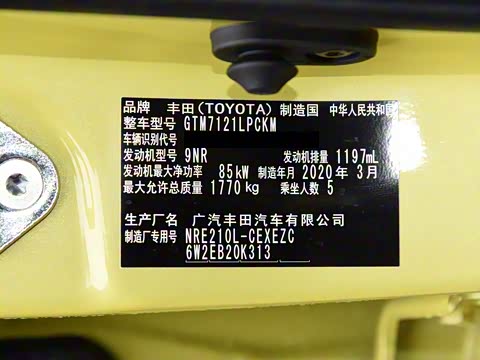 品牌 丰田(TOYOTA) 制造国 中华人民共和国
整车型号 GTM7121LPCKM
车辆识别代号
发动机型号 9NR 发动机排量 1197mL
发动机最大净功率 85kW 制造年月 2020年3月
最大允许总质量 1770kg 乘坐人数 5
生产厂名 广汽丰田汽车有限公司
制造厂专用号 NRE210L-CEXEZC
6W2EB20K313